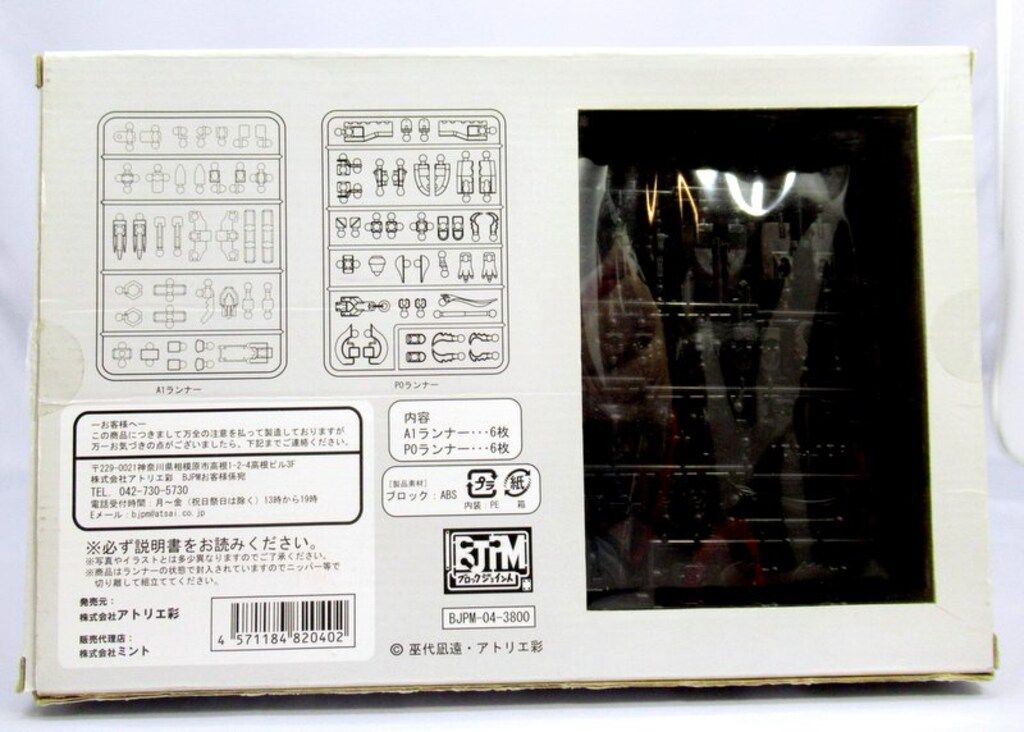 A1ランナー
P0ランナー
―お客様へ―
この商品につきまして万全の注意を払って製造しておりますが
万一お気づきの点がございましたら、下記までご連絡ください。
〒229-0021神奈川県相模原市高根1-2-4高根ビル3F
株式会社アトリエ彩 BJPMお客様係宛
TEL. 042-730-5730
電話受付時間：月～金（祝日祭日は除く）13時から19時
Eメール：bjpm@atsai.co.jp
※必ず説明書をお読みください。
※写真やイラストとは多少異なりますのでご了承ください。
※商品はランナーの状態で封入されていますのでニッパー等で
切り離して組立ててください。
発売元：
株式会社アトリエ彩
販売代理店：
株式会社ミント
4 571184 820402
内容
A1ランナー・・・6枚
P0ランナー・・・6枚
［製品素材］
ブロック：ABS
プラ
紙
内装 PE 箱
BJPM
ブロックジョイント
BJPM-04-3800
© 巫代凪遠・アトリエ彩